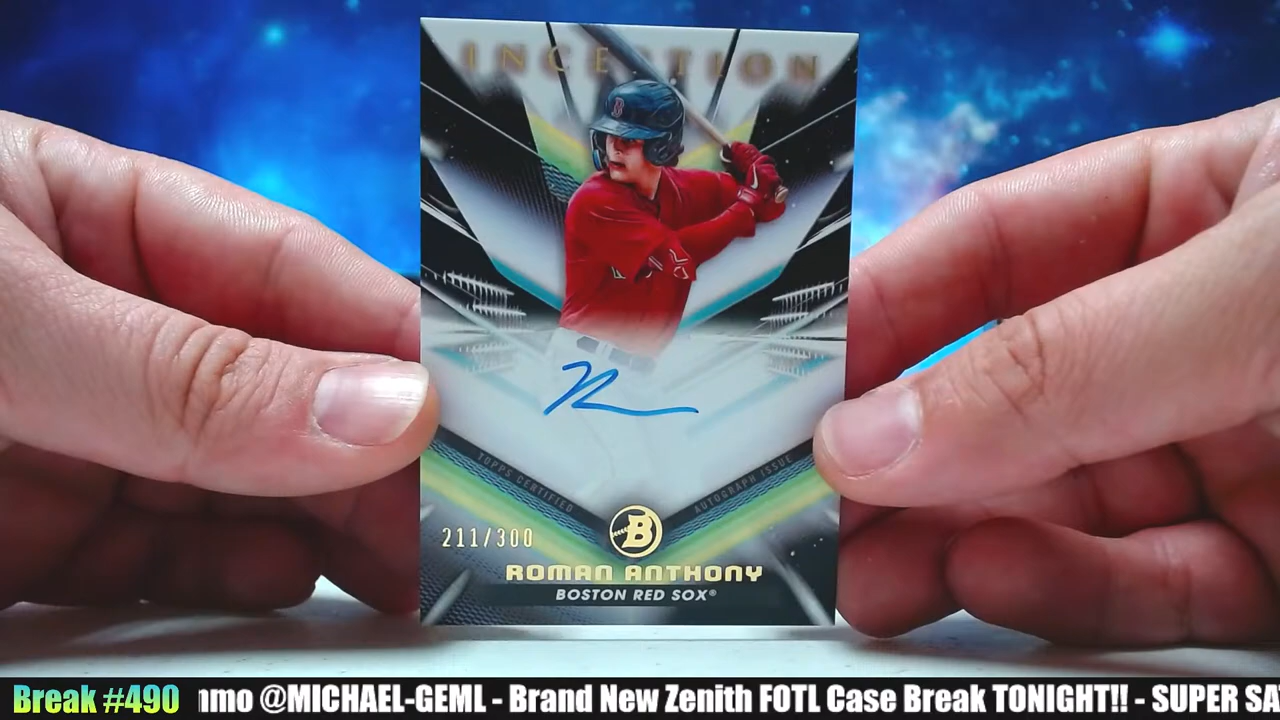 INCEPTION
B
TOPPS CERTIFIED
AUTOGRAPH ISSUE
211/300
B
ROMAN ANTHONY
BOSTON RED SOX®
Break #490 mmo @MICHAEL-GEML - Brand New Zenith FOTL Case Break TONIGHT!! - SUPER SA